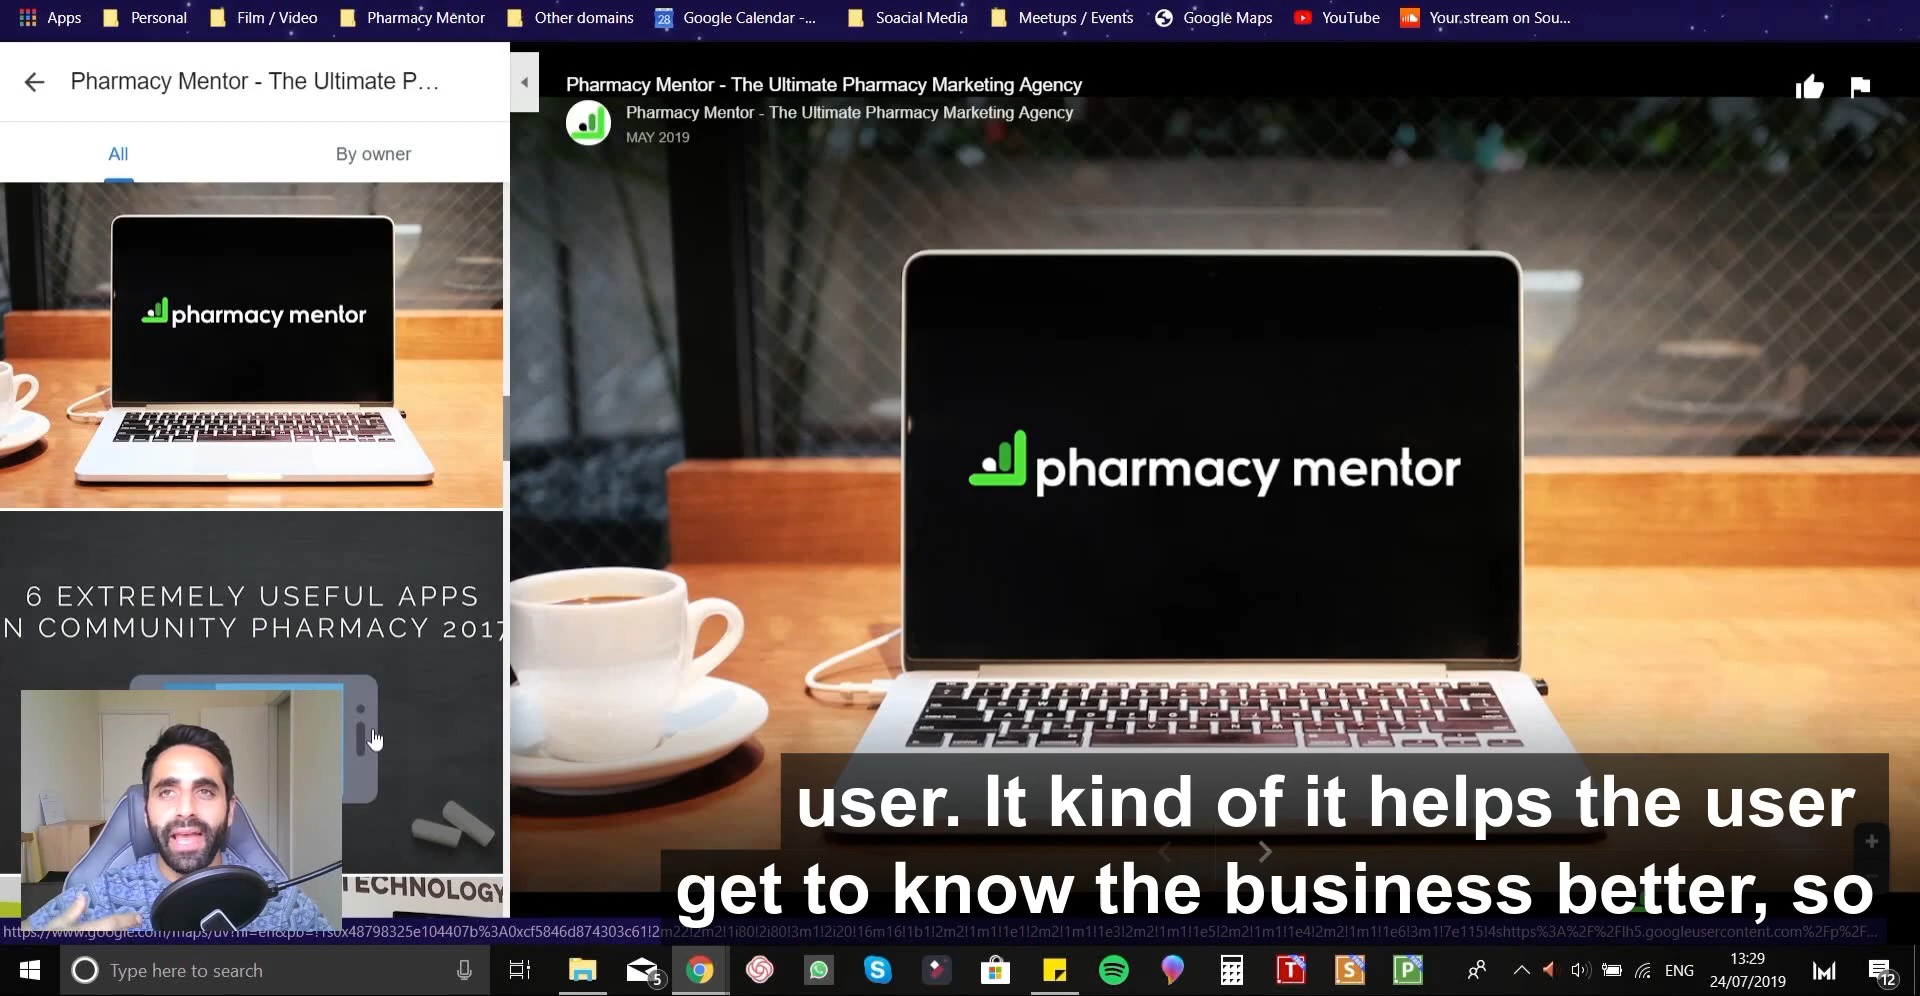 Apps
Personal
Film / Video
Pharmacy Mentor
Other domains
28
Google Calendar -...
Soacial Media
Meetups / Events
Google Maps
YouTube
Your stream on Sou...
Pharmacy Mentor - The Ultimate P...
All
By owner
pharmacy mentor
6 EXTREMELY USEFUL APPS
N COMMUNITY PHARMACY 2017
TECHNOLOGY
Pharmacy Mentor - The Ultimate Pharmacy Marketing Agency
Pharmacy Mentor - The Ultimate Pharmacy Marketing Agency
MAY 2019
pharmacy mentor
user. It kind of it helps the user
get to know the business better, so
Type here to search
5
T
S
P
ENG
13:29
24/07/2019
12